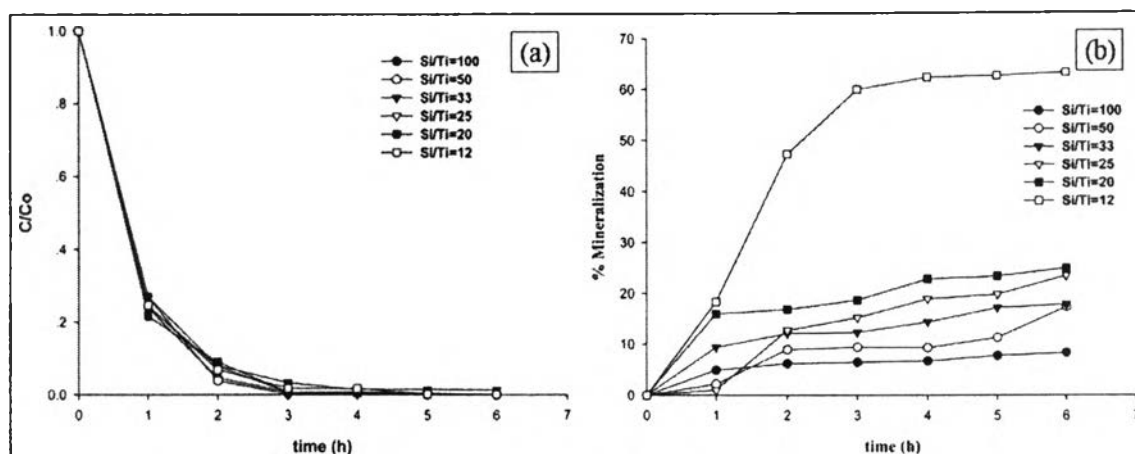 (a)
1.0
.8
.6
.4
.2
0.0
C/Co
0 1 2 3 4 5 6 7
time (h)
Si/Ti=100
Si/Ti=50
Si/Ti=33
Si/Ti=25
Si/Ti=20
Si/Ti=12
(b)
70
60
50
40
30
20
10
0
% Mineralization
0 1 2 3 4 5 6 7
time (h)
Si/Ti=100
Si/Ti=50
Si/Ti=33
Si/Ti=25
Si/Ti=20
Si/Ti=12